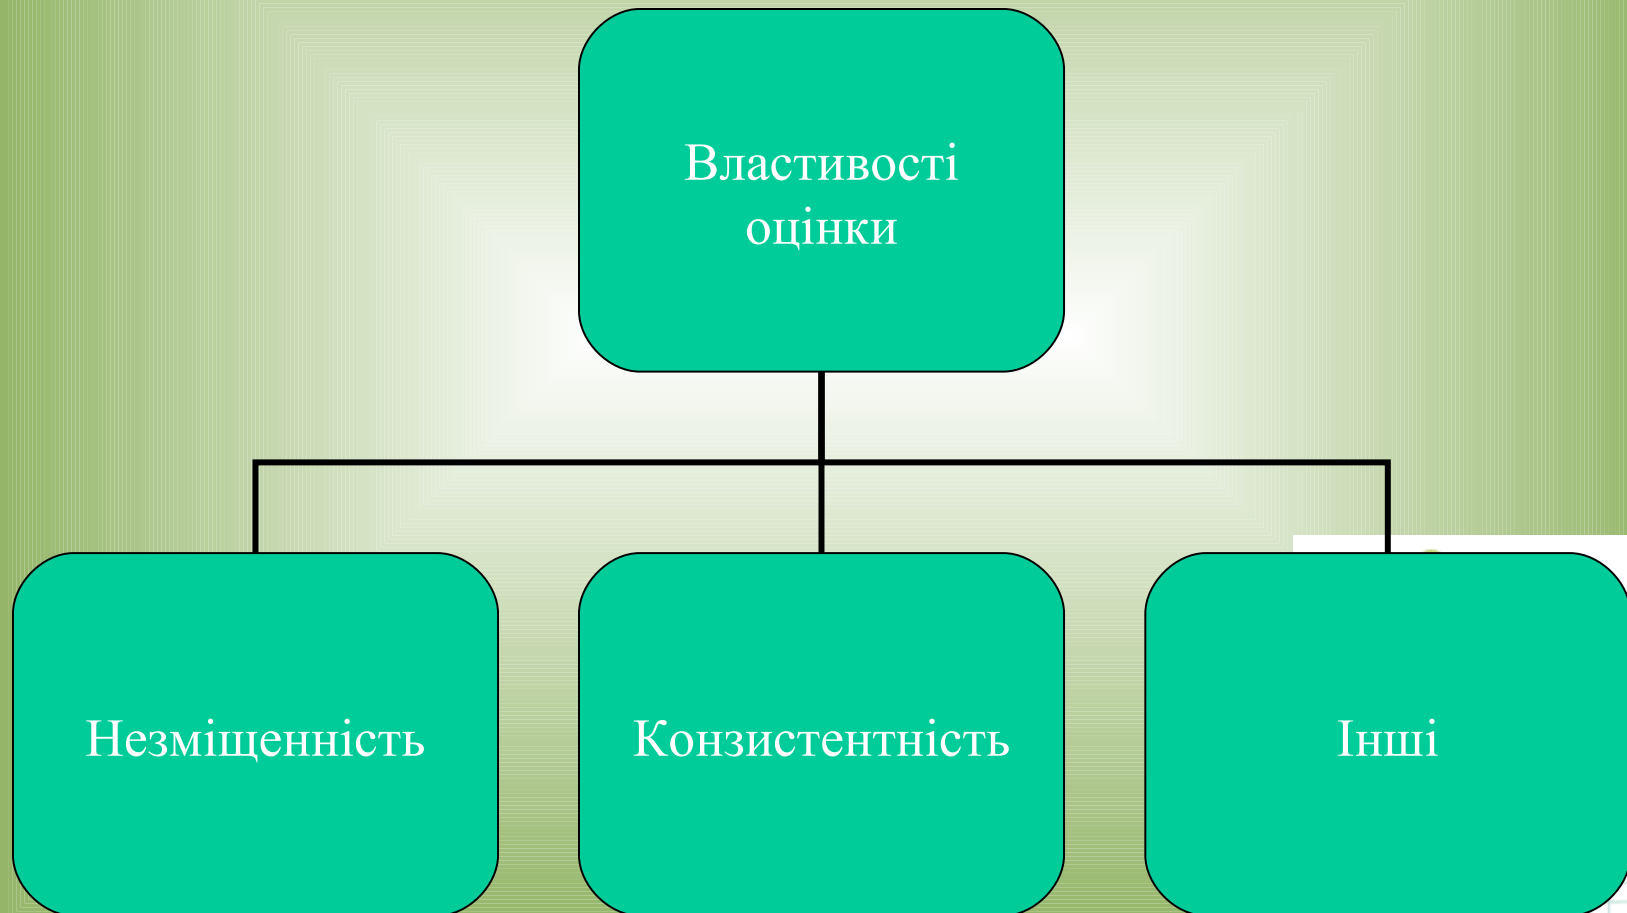 Властивості
оцінки
Незміщенність
Конзистентність
Інші